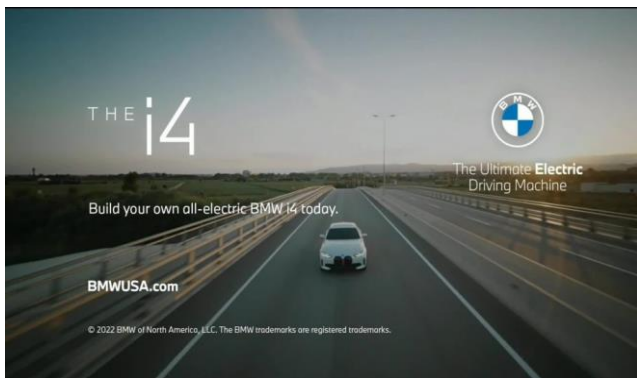 THE i4
BMW
The Ultimate Electric
Driving Machine
Build your own all-electric BMW i4 today.
BMWUSA.com
© 2022 BMW of North America, LLC. The BMW trademarks are registered trademarks.